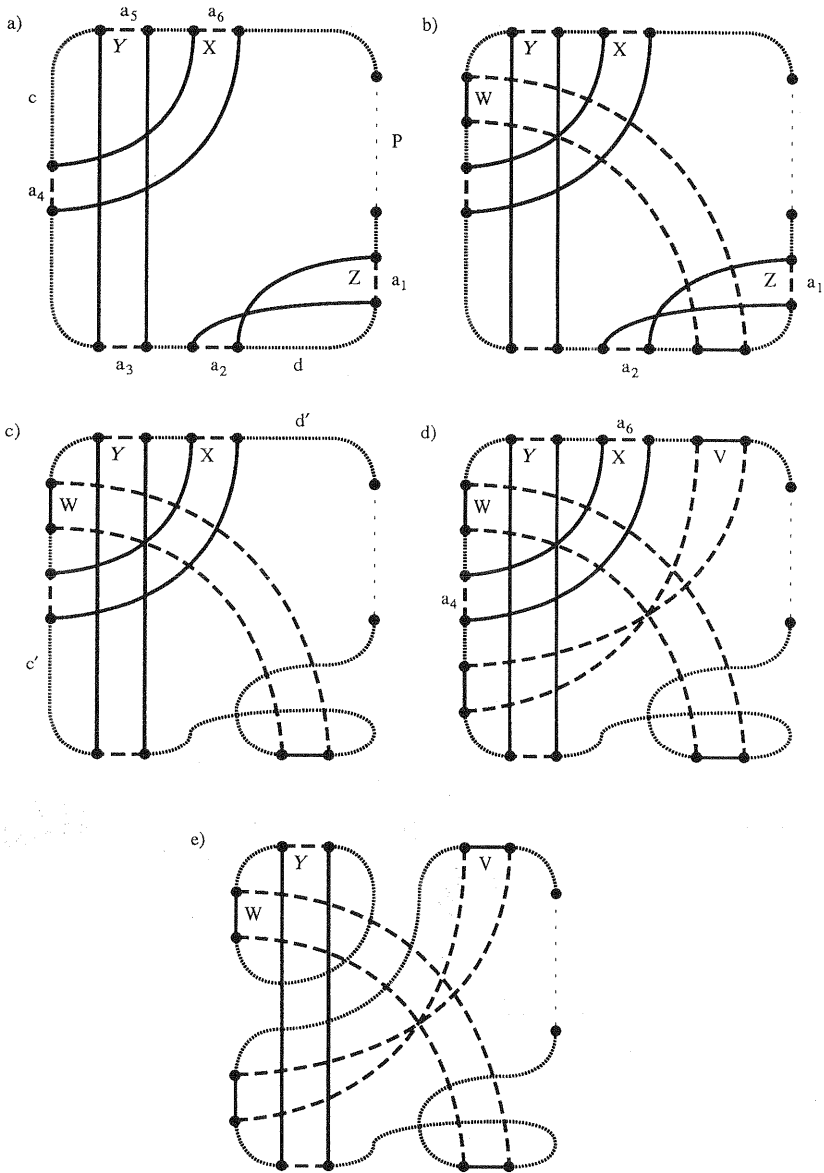 a)
a₅ a₆
Y X
c
P
a₄
Z a₁
a₃ a₂ d
b)
Y X
W
Z a₁
a₂
c)
d′
Y X
W
c′
d)
a₆
Y X V
W
a₄
e)
Y V
W